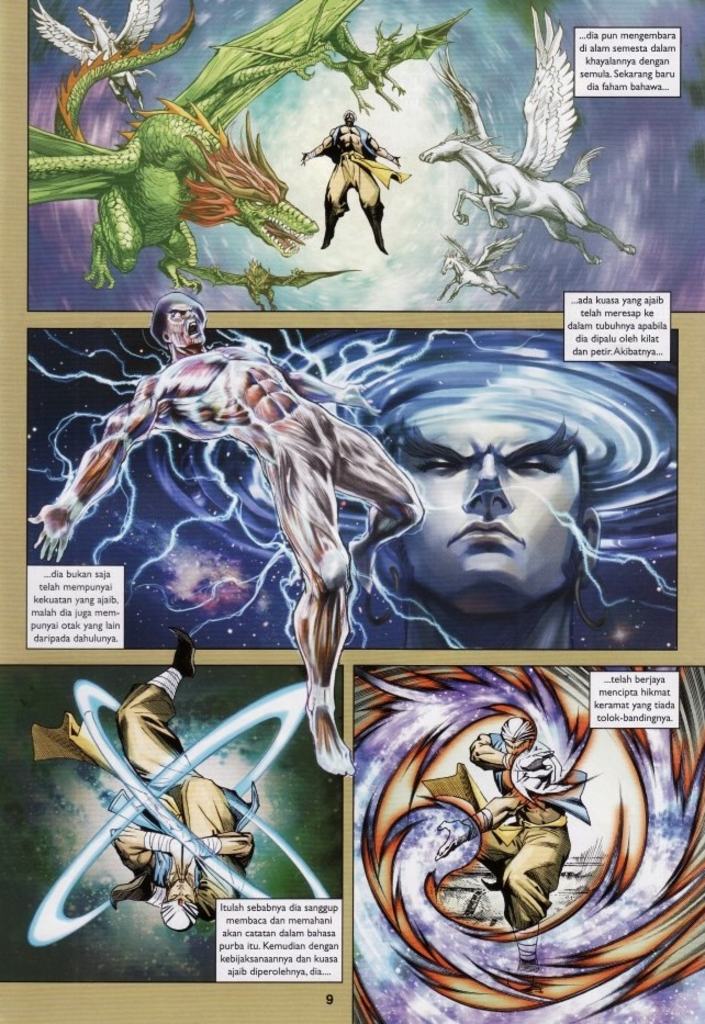 ...dia pun mengembara
di alam semesta dalam
khayalannya dengan
semula. Sekarang baru
dia faham bahawa...
...ada kuasa yang ajaib
telah meresap ke
dalam tubuhnya apabila
dia dipalu oleh kilat
dan petir. Akibatnya...
...dia bukan saja
telah mempunyai
kekuatan yang ajaib,
malah dia juga mem-
punyai otak yang lain
daripada dahulunya.
Itulah sebabnya dia sanggup
membaca dan memahani
akan catatan dalam bahasa
purba itu. Kemudian dengan
kebijaksanaannya dan kuasa
ajaib diperolehnya, dia....
...telah berjaya
mencipta hikmat
keramat yang tiada
tolok-bandingnya.
9